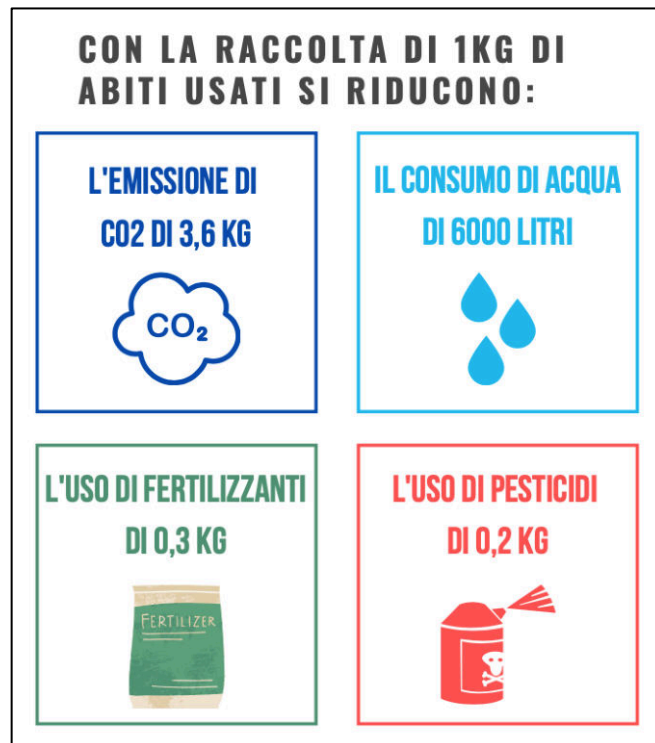 CON LA RACCOLTA DI 1KG DI
ABITI USATI SI RIDUCONO:
L'EMISSIONE DI
CO2 DI 3,6 KG
CO₂
IL CONSUMO DI ACQUA
DI 6000 LITRI
L'USO DI FERTILIZZANTI
DI 0,3 KG
FERTILIZER
L'USO DI PESTICIDI
DI 0,2 KG